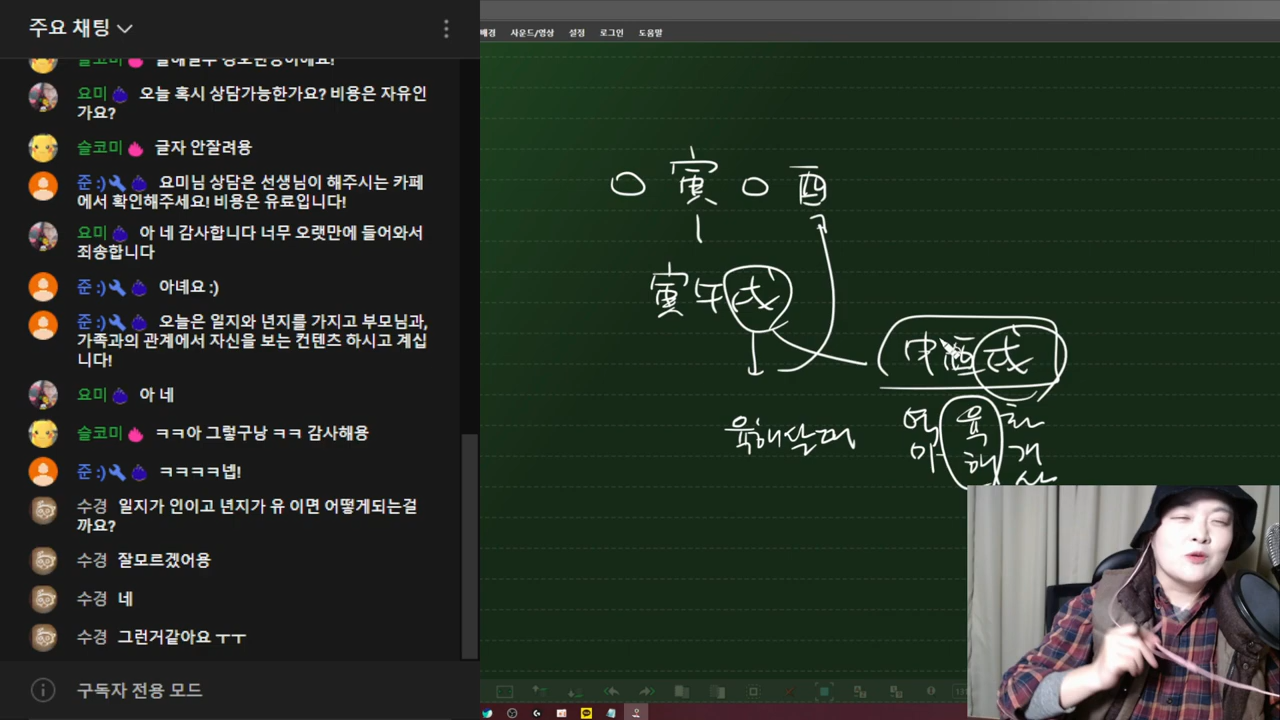 주요 채팅
요미 오늘 혹시 상담가능한가요? 비용은 자유인
가요?
슬코미 글자 안잘려용
준 :) 요미님 상담은 선생님이 해주시는 카페
에서 확인해주세요! 비용은 유료입니다!
요미 아 네 감사합니다 너무 오랫만에 들어와서
죄송합니다
준 :) 아녜요 :)
준 :) 오늘은 일지와 년지를 가지고 부모님과,
가족과의 관계에서 자신을 보는 컨텐츠 하시고 계십
니다!
요미 아 네
슬코미 ㅋㅋ아 그렇구낭 ㅋㅋ 감사해용
준 :) ㅋㅋㅋㅋ넵!
수경 일지가 인이고 년지가 유 이면 어떻게되는걸
까요?
수경 잘모르겠어용
수경 네
수경 그런거같아요 ㅜㅜ
구독자 전용 모드
배경 사운드/영상 설정 로그인 도움말
○ 寅 ○ 酉
寅午戌
申酉戌
육해살
역마 육해 화개살